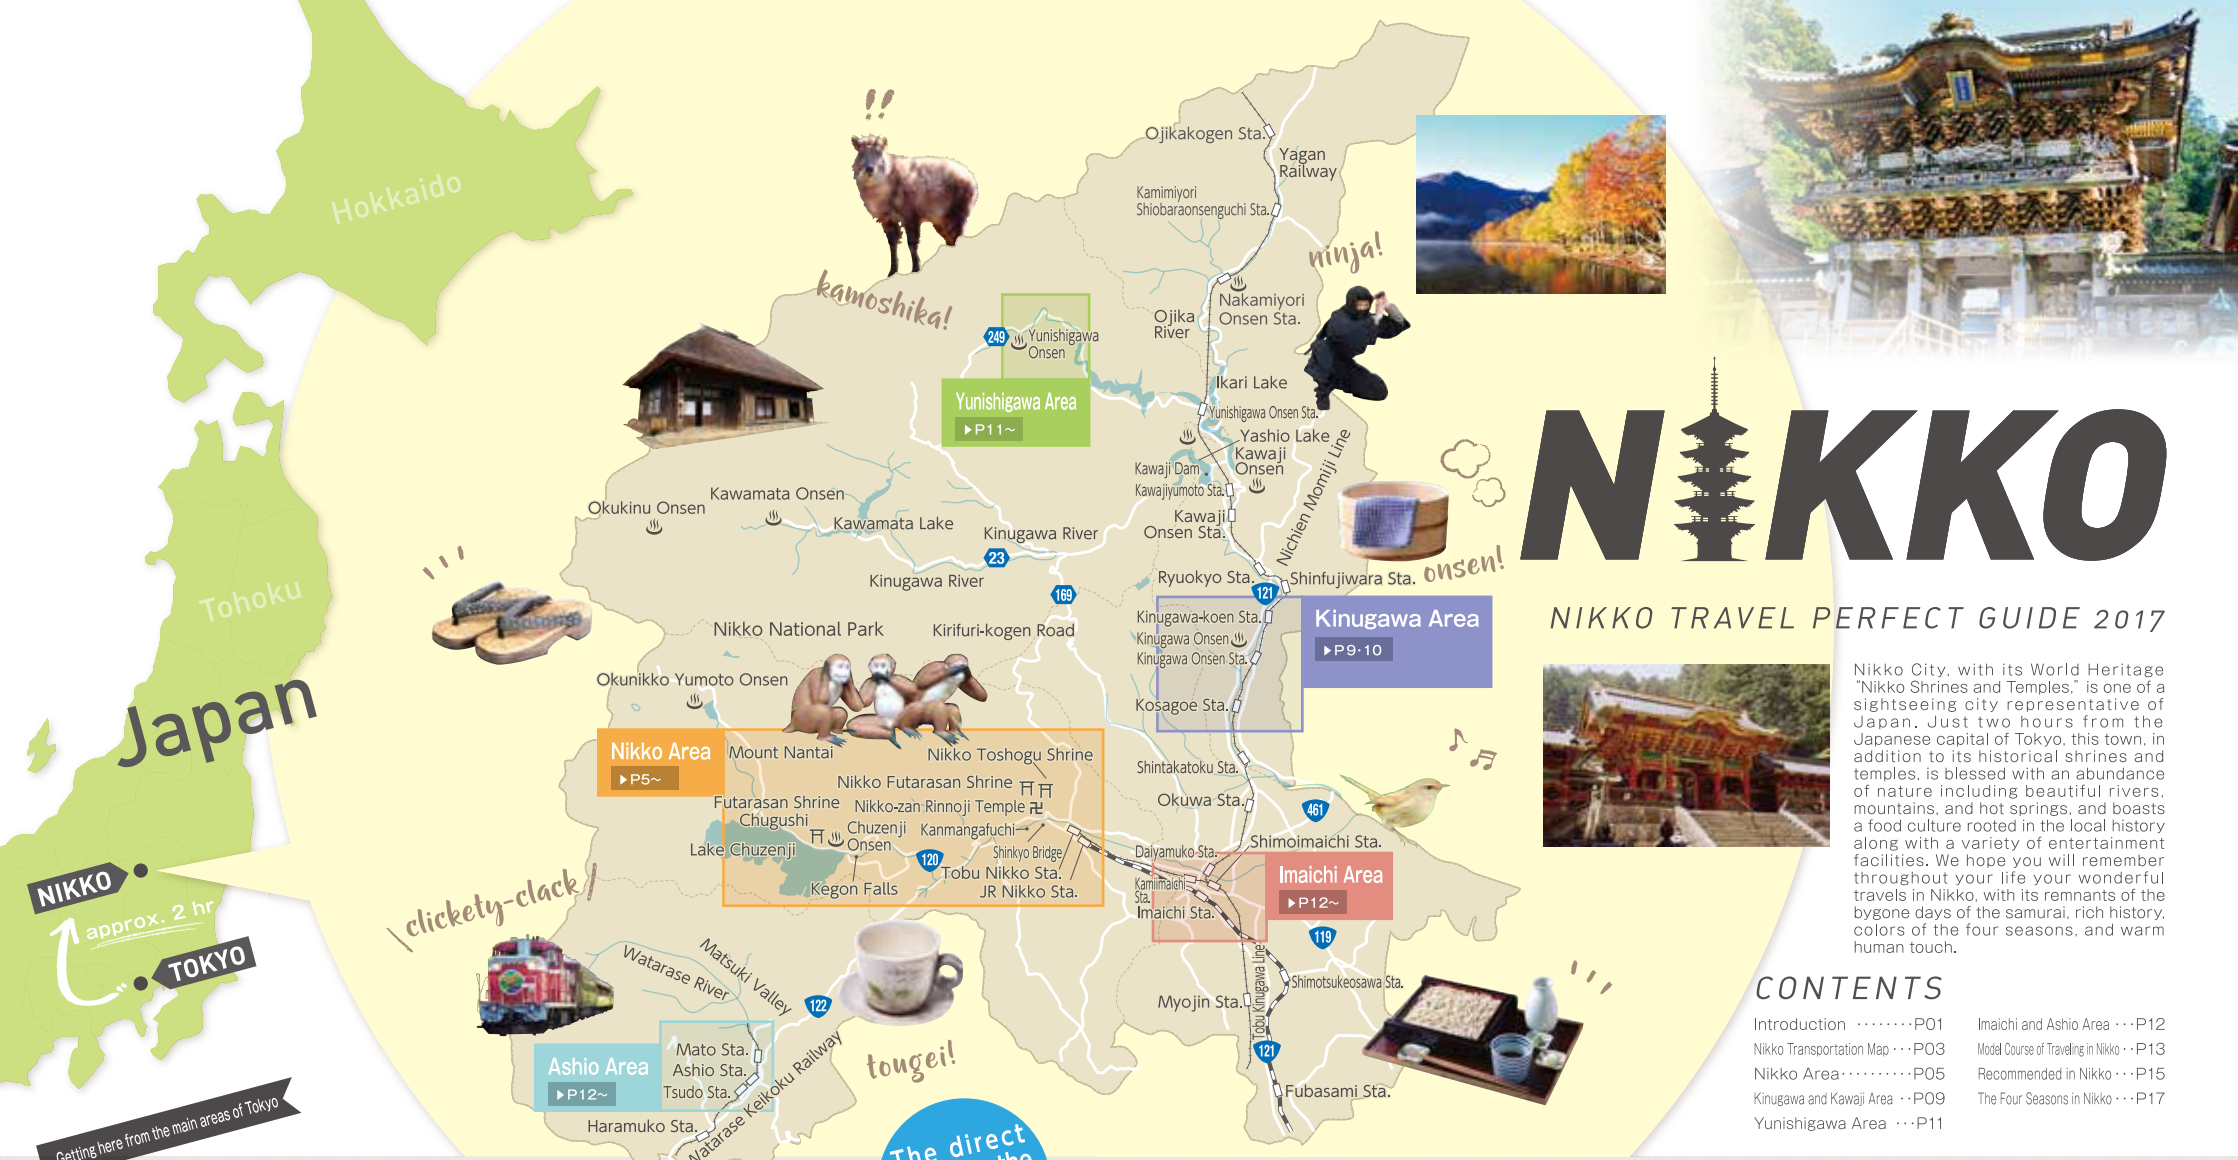 Hokkaido
Tohoku
Japan
NIKKO
approx. 2 hr
TOKYO
Getting here from the main areas of Tokyo
!!
kamoshika!
ninja!
onsen!
clickety-clack
tougei!
Ojikakogen Sta.
Yagan
Railway
Kamimiyori
Shiobaraonsenguchi Sta.
Nakamiyori
Onsen Sta.
Ojika
River
249
Yunishigawa
Onsen
Yunishigawa Area
▶P11~
Ikari Lake
Yunishigawa Onsen Sta.
Yashio Lake
Kawaji
Onsen
Kawaji Dam
Kawajiyumoto Sta.
Kawaji
Onsen Sta.
Nichien Momiji Line
Okukinu Onsen
Kawamata Onsen
Kawamata Lake
Kinugawa River
23
Kinugawa River
169
Ryuokyo Sta.
Shinfujiwara Sta.
121
Kinugawa-koen Sta.
Kinugawa Onsen
Kinugawa Onsen Sta.
Kinugawa Area
▶P9·10
Nikko National Park
Kirifuri-kogen Road
Okunikko Yumoto Onsen
Kosagoe Sta.
Nikko Area
▶P5~
Mount Nantai
Nikko Toshogu Shrine
Nikko Futarasan Shrine
Futarasan Shrine
Chugushi
Nikko-zan Rinnoji Temple
卍
Chuzenji
Onsen
Kanmangafuchi
Lake Chuzenji
120
Shinkyo Bridge
Kegon Falls
Tobu Nikko Sta.
JR Nikko Sta.
Shintakatoku Sta.
Okuwa Sta.
461
Shimoimaichi Sta.
Daiyamuko Sta.
Kamiimaichi
Sta.
Imaichi Sta.
Imaichi Area
▶P12~
119
Watarase River
Matsuki Valley
122
Tobu Kinugawa Line
Shimotsukeosawa Sta.
Myojin Sta.
121
Fubasami Sta.
Ashio Area
▶P12~
Mato Sta.
Ashio Sta.
Tsudo Sta.
Haramuko Sta.
Watarase Keikoku Railway
The direct
the
NIKKO
NIKKO TRAVEL PERFECT GUIDE 2017
Nikko City, with its World Heritage
“Nikko Shrines and Temples,” is one of a
sightseeing city representative of
Japan. Just two hours from the
Japanese capital of Tokyo, this town, in
addition to its historical shrines and
temples, is blessed with an abundance
of nature including beautiful rivers,
mountains, and hot springs, and boasts
a food culture rooted in the local history
along with a variety of entertainment
facilities. We hope you will remember
throughout your life your wonderful
travels in Nikko, with its remnants of the
bygone days of the samurai, rich history,
colors of the four seasons, and warm
human touch.
CONTENTS
Introduction ········P01
Nikko Transportation Map ···P03
Nikko Area··········P05
Kinugawa and Kawaji Area ··P09
Yunishigawa Area ···P11
Imaichi and Ashio Area ···P12
Model Course of Traveling in Nikko ··P13
Recommended in Nikko ···P15
The Four Seasons in Nikko ···P17